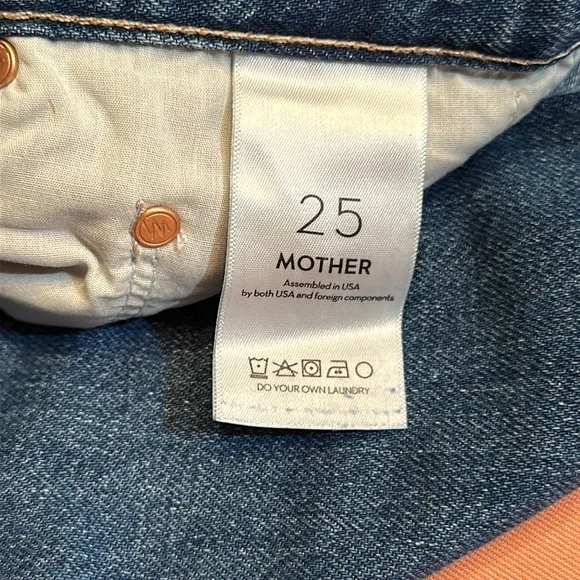 25
MOTHER
Assembled in USA
by both USA and foreign components
DO YOUR OWN LAUNDRY